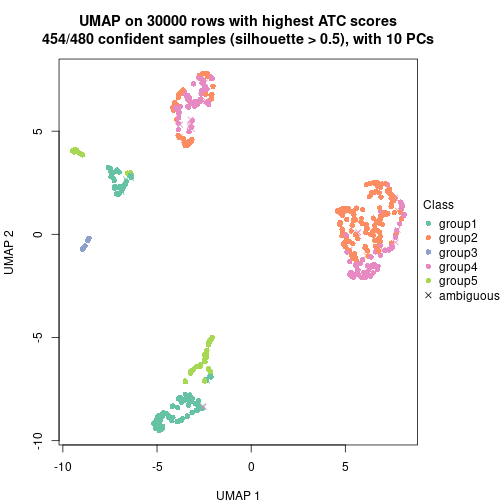 UMAP on 30000 rows with highest ATC scores
454/480 confident samples (silhouette > 0.5), with 10 PCs
UMAP 2
5
0
-5
-10
-10
-5
0
5
UMAP 1
Class
group1
group2
group3
group4
group5
ambiguous